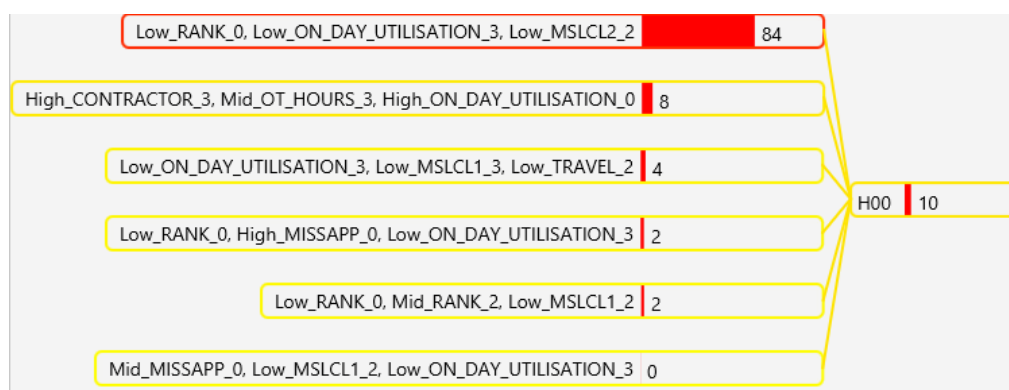 Low_RANK_0, Low_ON_DAY_UTILISATION_3, Low_MSLCL2_2 84
High_CONTRACTOR_3, Mid_OT_HOURS_3, High_ON_DAY_UTILISATION_0 8
Low_ON_DAY_UTILISATION_3, Low_MSLCL1_3, Low_TRAVEL_2 4
H00 10
Low_RANK_0, High_MISSAPP_0, Low_ON_DAY_UTILISATION_3 2
Low_RANK_0, Mid_RANK_2, Low_MSLCL1_2 2
Mid_MISSAPP_0, Low_MSLCL1_2, Low_ON_DAY_UTILISATION_3 0